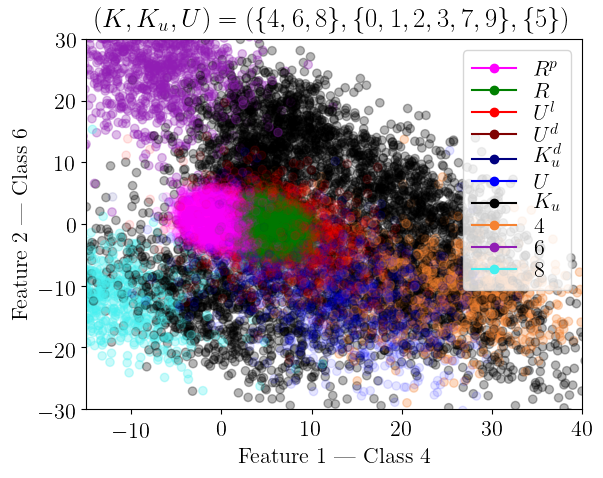 (K, K_u, U) = ({4, 6, 8}, {0, 1, 2, 3, 7, 9}, {5})
30
20
10
0
−10
−20
−30
Feature 2 — Class 6
R^p
R
U^l
U^d
K_u^d
U
K_u
4
6
8
−10
0
10
20
30
40
Feature 1 — Class 4